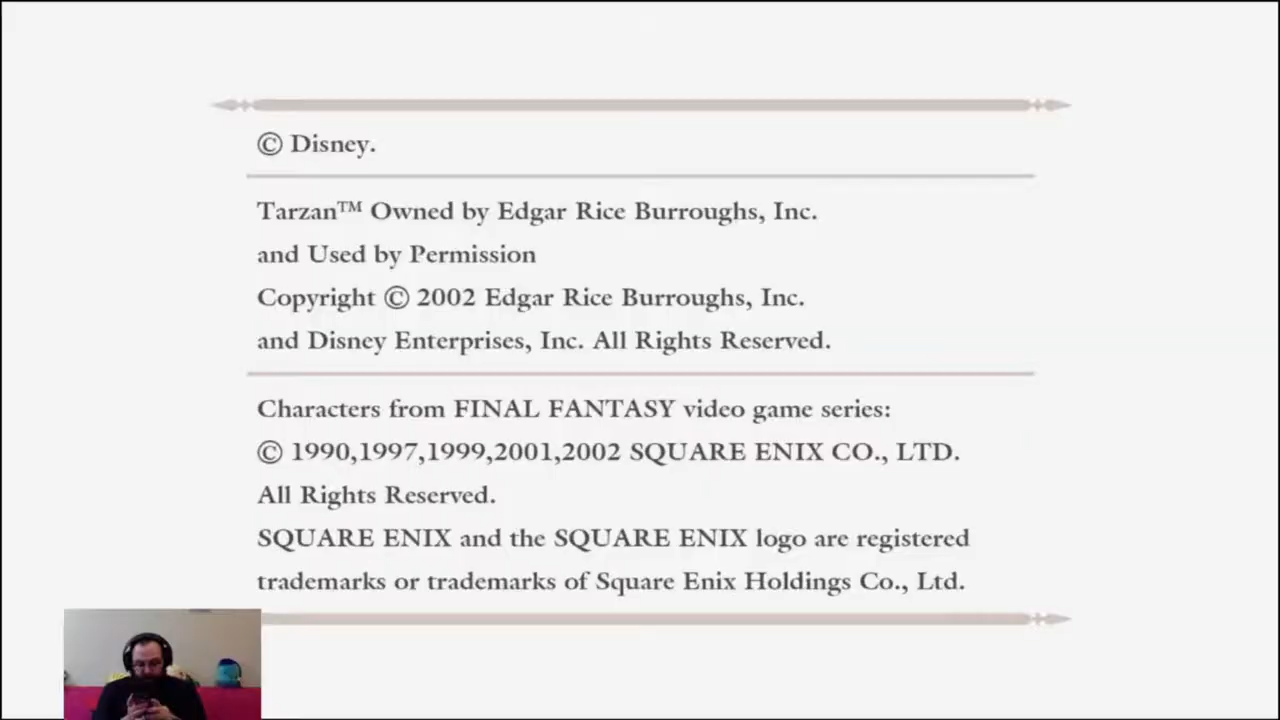 © Disney.
Tarzan™ Owned by Edgar Rice Burroughs, Inc.
and Used by Permission
Copyright © 2002 Edgar Rice Burroughs, Inc.
and Disney Enterprises, Inc. All Rights Reserved.
Characters from FINAL FANTASY video game series:
© 1990,1997,1999,2001,2002 SQUARE ENIX CO., LTD.
All Rights Reserved.
SQUARE ENIX and the SQUARE ENIX logo are registered
trademarks or trademarks of Square Enix Holdings Co., Ltd.